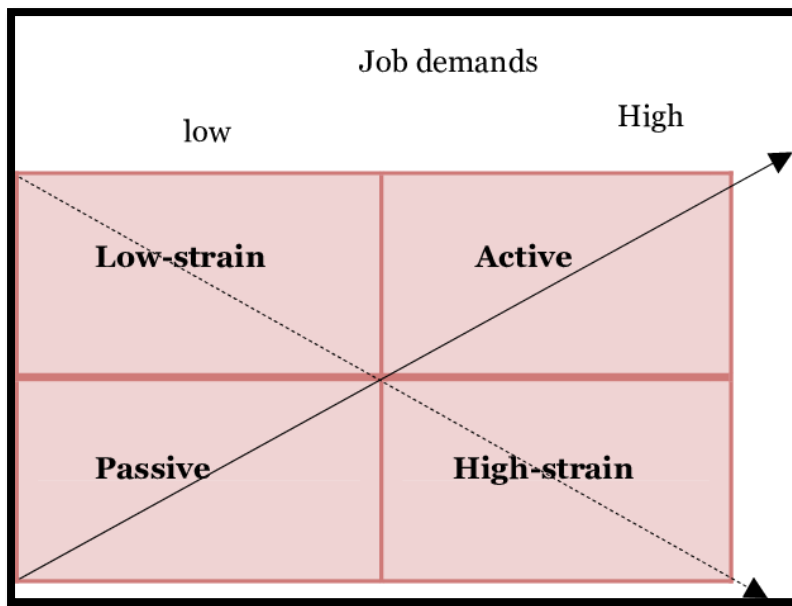 Job demands
low
High
Low-strain
Active
Passive
High-strain